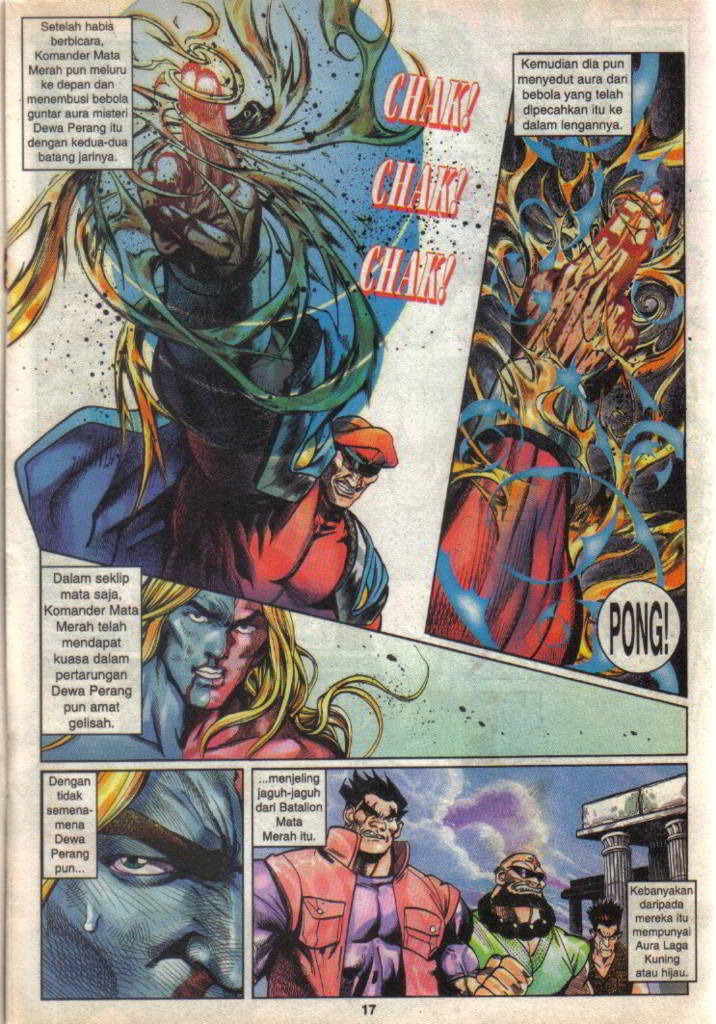 Setelah habis
berbicara,
Komander Mata
Merah pun meluru
ke depan dan
menembusi bebola
guntar aura misteri
Dewa Perang itu
dengan kedua-dua
batang jarinya.
CHAK!
CHAK!
CHAK!
Kemudian dia pun
menyedut aura dari
bebola yang telah
dipecahkan itu ke
dalam lengannya.
PONG!
Dalam seklip
mata saja,
Komander Mata
Merah telah
mendapat
kuasa dalam
pertarungan
Dewa Perang
pun amat
gelisah.
Dengan
tidak
semena-
mena
Dewa
Perang
pun...
...menjeling
jaguh-jaguh
dari Batalion
Mata
Merah itu.
Kebanyakan
daripada
mereka itu
mempunyai
Aura Laga
Kuning
atau hijau.
17